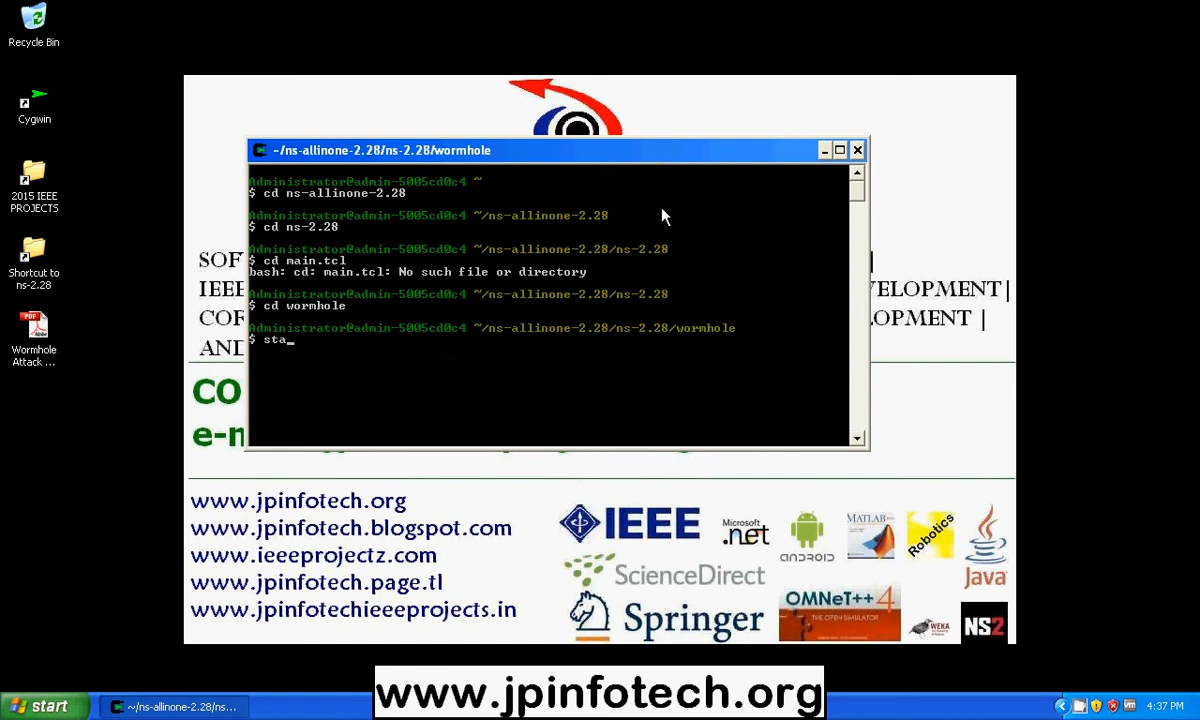 Recycle Bin
Cygwin
2015 IEEE
PROJECTS
Shortcut to
ns-2.28
Wormhole
Attack ...
~/ns-allinone-2.28/ns-2.28/wormhole
Administrator@admin-5005cd0c4 ~
$ cd ns-allinone-2.28
Administrator@admin-5005cd0c4 ~/ns-allinone-2.28
$ cd ns-2.28
Administrator@admin-5005cd0c4 ~/ns-allinone-2.28/ns-2.28
$ cd main.tcl
bash: cd: main.tcl: No such file or directory
Administrator@admin-5005cd0c4 ~/ns-allinone-2.28/ns-2.28
$ cd wormhole
Administrator@admin-5005cd0c4 ~/ns-allinone-2.28/ns-2.28/wormhole
$ sta_
SOF
IEEE VELOPMENT|
COR OPMENT |
AND
CO
e-m
www.jpinfotech.org
www.jpinfotech.blogspot.com
www.ieeeprojectz.com
www.jpinfotech.page.tl
www.jpinfotechieeeprojects.in
IEEE
Microsoft
.net
ANDROID
MATLAB
Robotics
Java
ScienceDirect
Springer
OMNeT++ 4
THE OPEN SIMULATOR
WEKA
NS2
www.jpinfotech.org
start
~/ns-allinone-2.28/ns...
4:37 PM